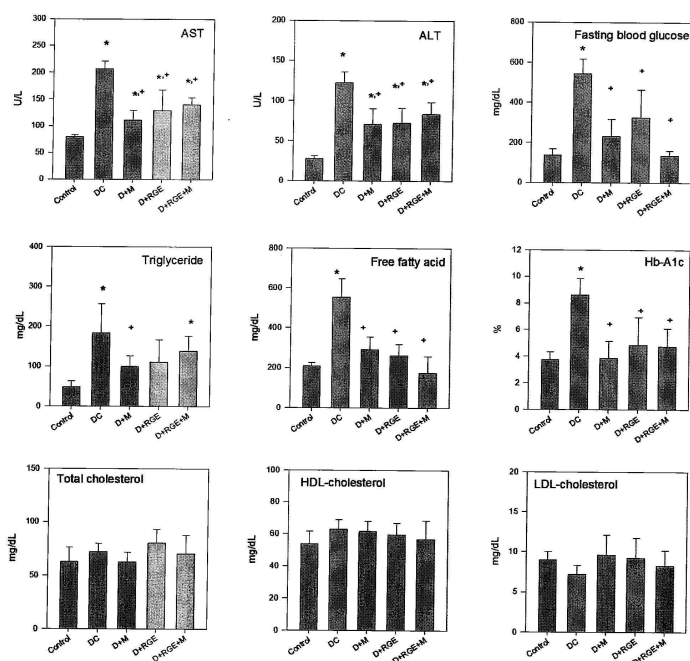 AST
U/L
300
250
200
150
100
50
0
*
*,+
*,+
*,+
Control
DC
D+M
D+RGE
D+RGE+M
ALT
U/L
200
150
100
50
0
*
*,+
*,+
*,+
Control
DC
D+M
D+RGE
D+RGE+M
Fasting blood glucose
mg/dL
800
600
400
200
0
*
+
+
+
Control
DC
D+M
D+RGE
D+RGE+M
Triglyceride
mg/dL
400
300
200
100
0
*
+
*
Control
DC
D+M
D+RGE
D+RGE+M
Free fatty acid
mg/dL
800
600
400
200
0
*
+
+
+
Control
DC
D+M
D+RGE
D+RGE+M
Hb-A1c
%
12
10
8
6
4
2
0
*
+
+
+
Control
DC
D+M
D+RGE
D+RGE+M
Total cholesterol
mg/dL
150
100
50
0
Control
DC
D+M
D+RGE
D+RGE+M
HDL-cholesterol
mg/dL
100
80
60
40
20
0
Control
DC
D+M
D+RGE
D+RGE+M
LDL-cholesterol
mg/dL
20
15
10
5
0
Control
DC
D+M
D+RGE
D+RGE+M